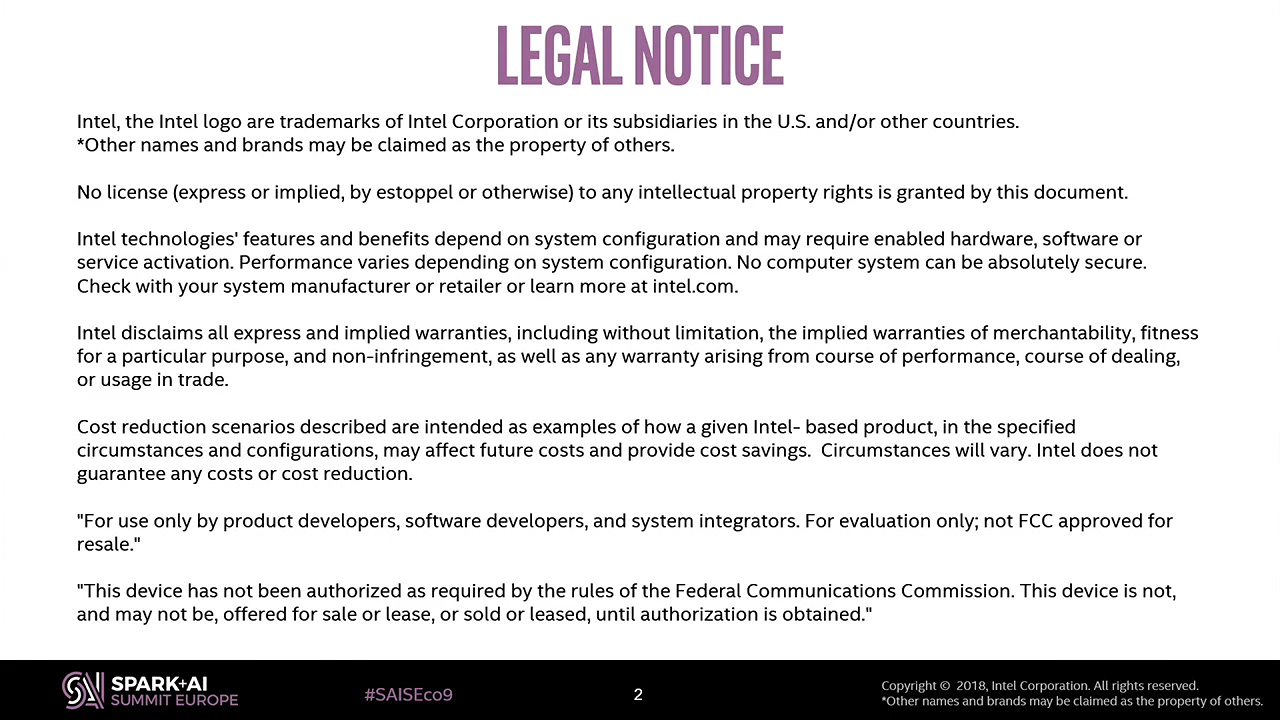 LEGAL NOTICE
Intel, the Intel logo are trademarks of Intel Corporation or its subsidiaries in the U.S. and/or other countries.
*Other names and brands may be claimed as the property of others.
No license (express or implied, by estoppel or otherwise) to any intellectual property rights is granted by this document.
Intel technologies' features and benefits depend on system configuration and may require enabled hardware, software or
service activation. Performance varies depending on system configuration. No computer system can be absolutely secure.
Check with your system manufacturer or retailer or learn more at intel.com.
Intel disclaims all express and implied warranties, including without limitation, the implied warranties of merchantability, fitness
for a particular purpose, and non-infringement, as well as any warranty arising from course of performance, course of dealing,
or usage in trade.
Cost reduction scenarios described are intended as examples of how a given Intel- based product, in the specified
circumstances and configurations, may affect future costs and provide cost savings.  Circumstances will vary. Intel does not
guarantee any costs or cost reduction.
"For use only by product developers, software developers, and system integrators. For evaluation only; not FCC approved for
resale."
"This device has not been authorized as required by the rules of the Federal Communications Commission. This device is not,
and may not be, offered for sale or lease, or sold or leased, until authorization is obtained."
SPARK+AI
SUMMIT EUROPE
#SAISEco9
2
Copyright ©  2018, Intel Corporation. All rights reserved.
*Other names and brands may be claimed as the property of others.